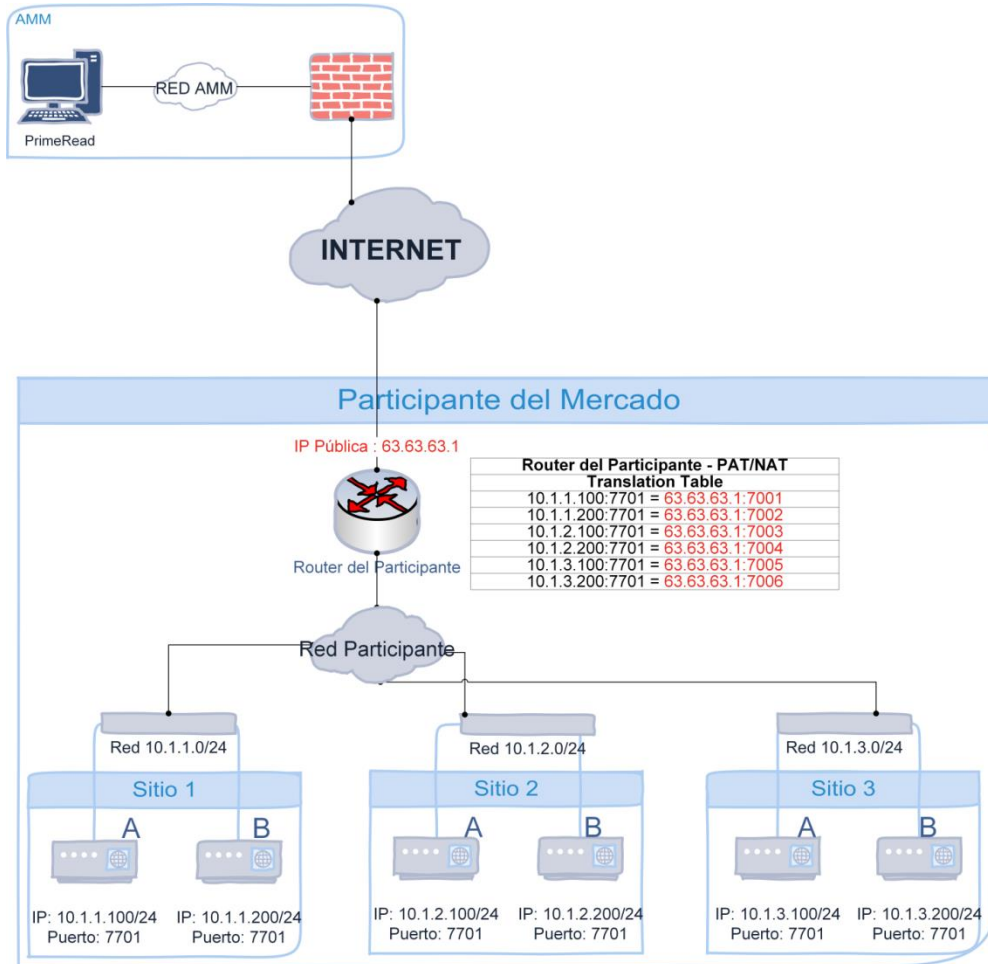 AMM
RED AMM
PrimeRead
INTERNET
Participante del Mercado
IP Pública : 63.63.63.1
Router del Participante - PAT/NAT
Translation Table
10.1.1.100:7701 = 63.63.63.1:7001
10.1.1.200:7701 = 63.63.63.1:7002
10.1.2.100:7701 = 63.63.63.1:7003
10.1.2.200:7701 = 63.63.63.1:7004
10.1.3.100:7701 = 63.63.63.1:7005
10.1.3.200:7701 = 63.63.63.1:7006
Router del Participante
Red Participante
Red 10.1.1.0/24
Red 10.1.2.0/24
Red 10.1.3.0/24
Sitio 1
Sitio 2
Sitio 3
A
B
A
B
A
B
IP: 10.1.1.100/24
Puerto: 7701
IP: 10.1.1.200/24
Puerto: 7701
IP: 10.1.2.100/24
Puerto: 7701
IP: 10.1.2.200/24
Puerto: 7701
IP: 10.1.3.100/24
Puerto: 7701
IP: 10.1.3.200/24
Puerto: 7701